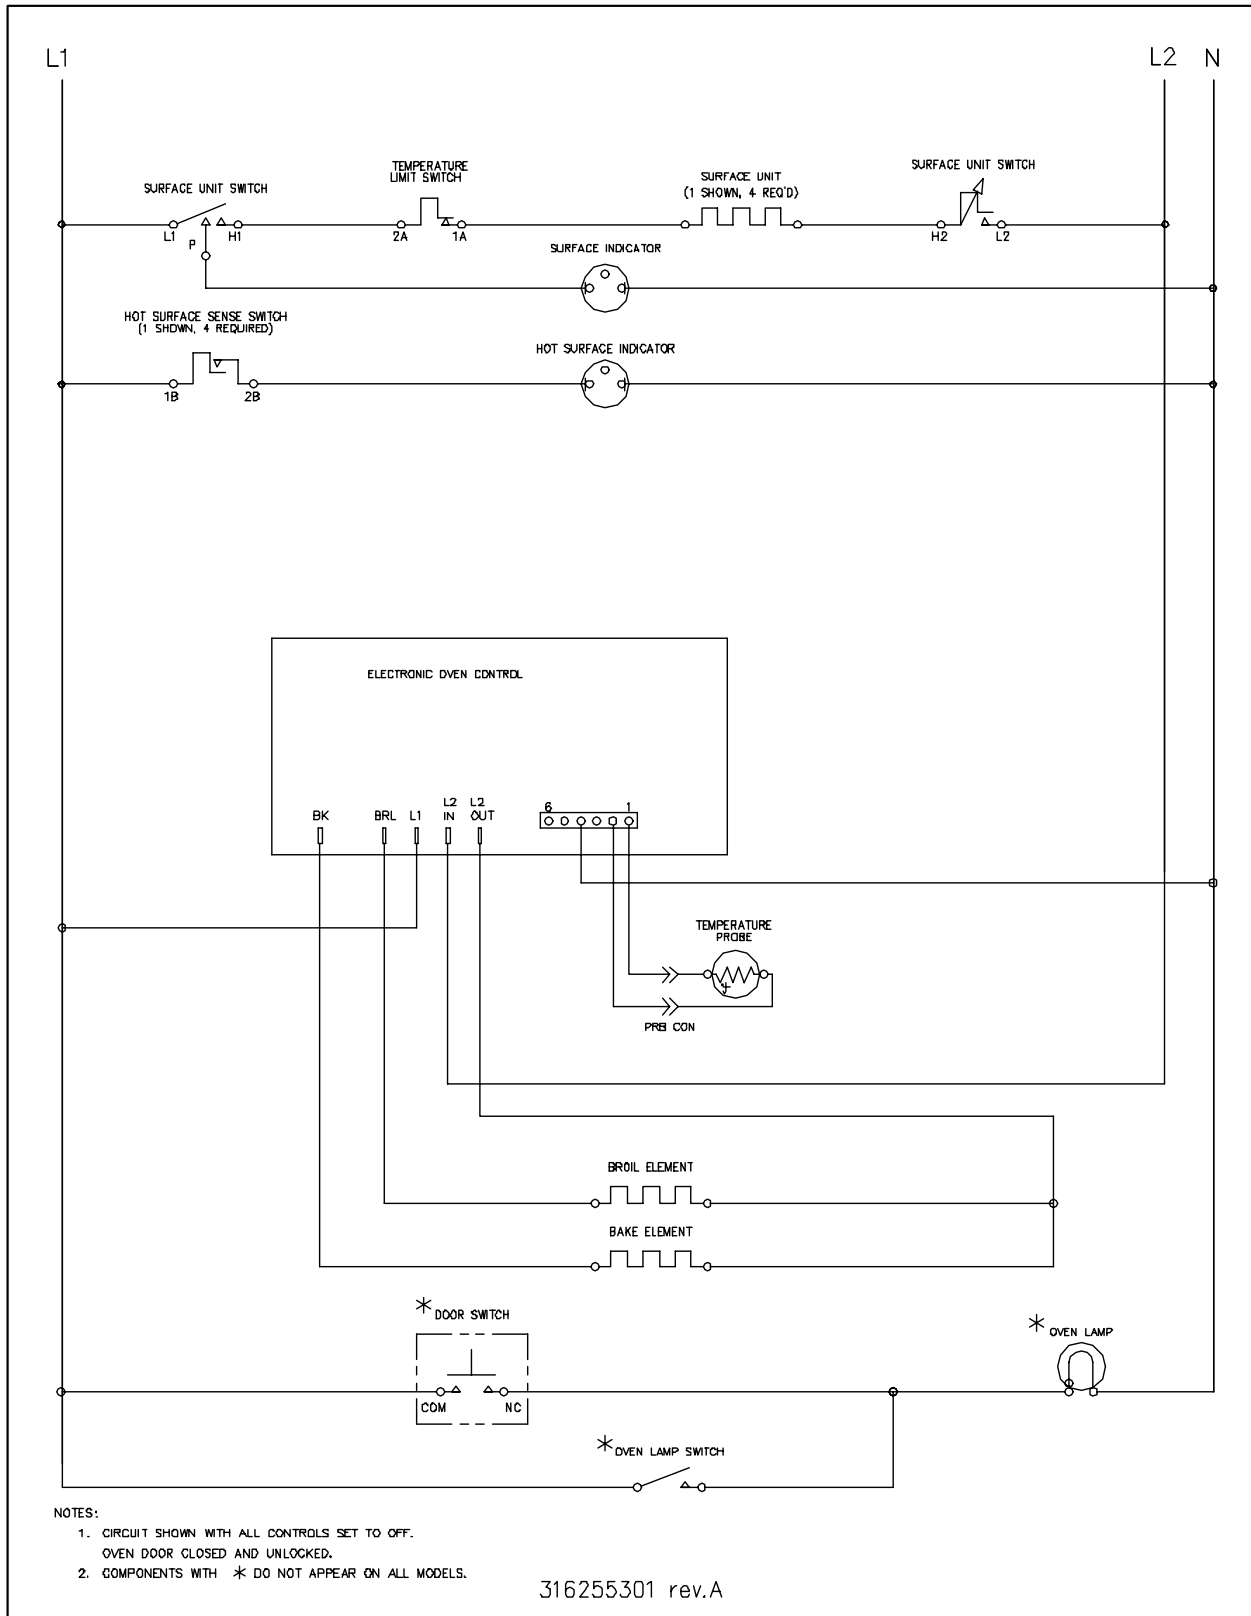 L1
L2 N
SURFACE UNIT SWITCH
TEMPERATURE
LIMIT SWITCH
SURFACE UNIT
(1 SHOWN, 4 REQ'D)
SURFACE UNIT SWITCH
L1
H1
2A
1A
H2
L2
P
SURFACE INDICATOR
HOT SURFACE SENSE SWITCH
(1 SHOWN, 4 REQUIRED)
HOT SURFACE INDICATOR
1B
2B
ELECTRONIC OVEN CONTROL
BK
BRL
L1
L2
IN
L2
OUT
6
1
TEMPERATURE
PROBE
t
PRB CON
BROIL ELEMENT
BAKE ELEMENT
* DOOR SWITCH
COM
NC
* OVEN LAMP
* OVEN LAMP SWITCH
NOTES:
1. CIRCUIT SHOWN WITH ALL CONTROLS SET TO OFF.
OVEN DOOR CLOSED AND UNLOCKED.
2. COMPONENTS WITH * DO NOT APPEAR ON ALL MODELS.
316255301 rev.A